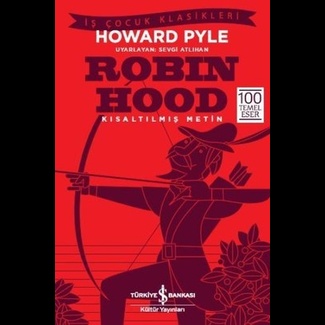 İŞ ÇOCUK KLASİKLERİ
HOWARD PYLE
UYARLAYAN: SEVGİ ATLIHAN
ROBIN
HOOD
100
TEMEL
ESER
KISALTILMIŞ METİN
TÜRKİYE İŞ BANKASI
Kültür Yayınları